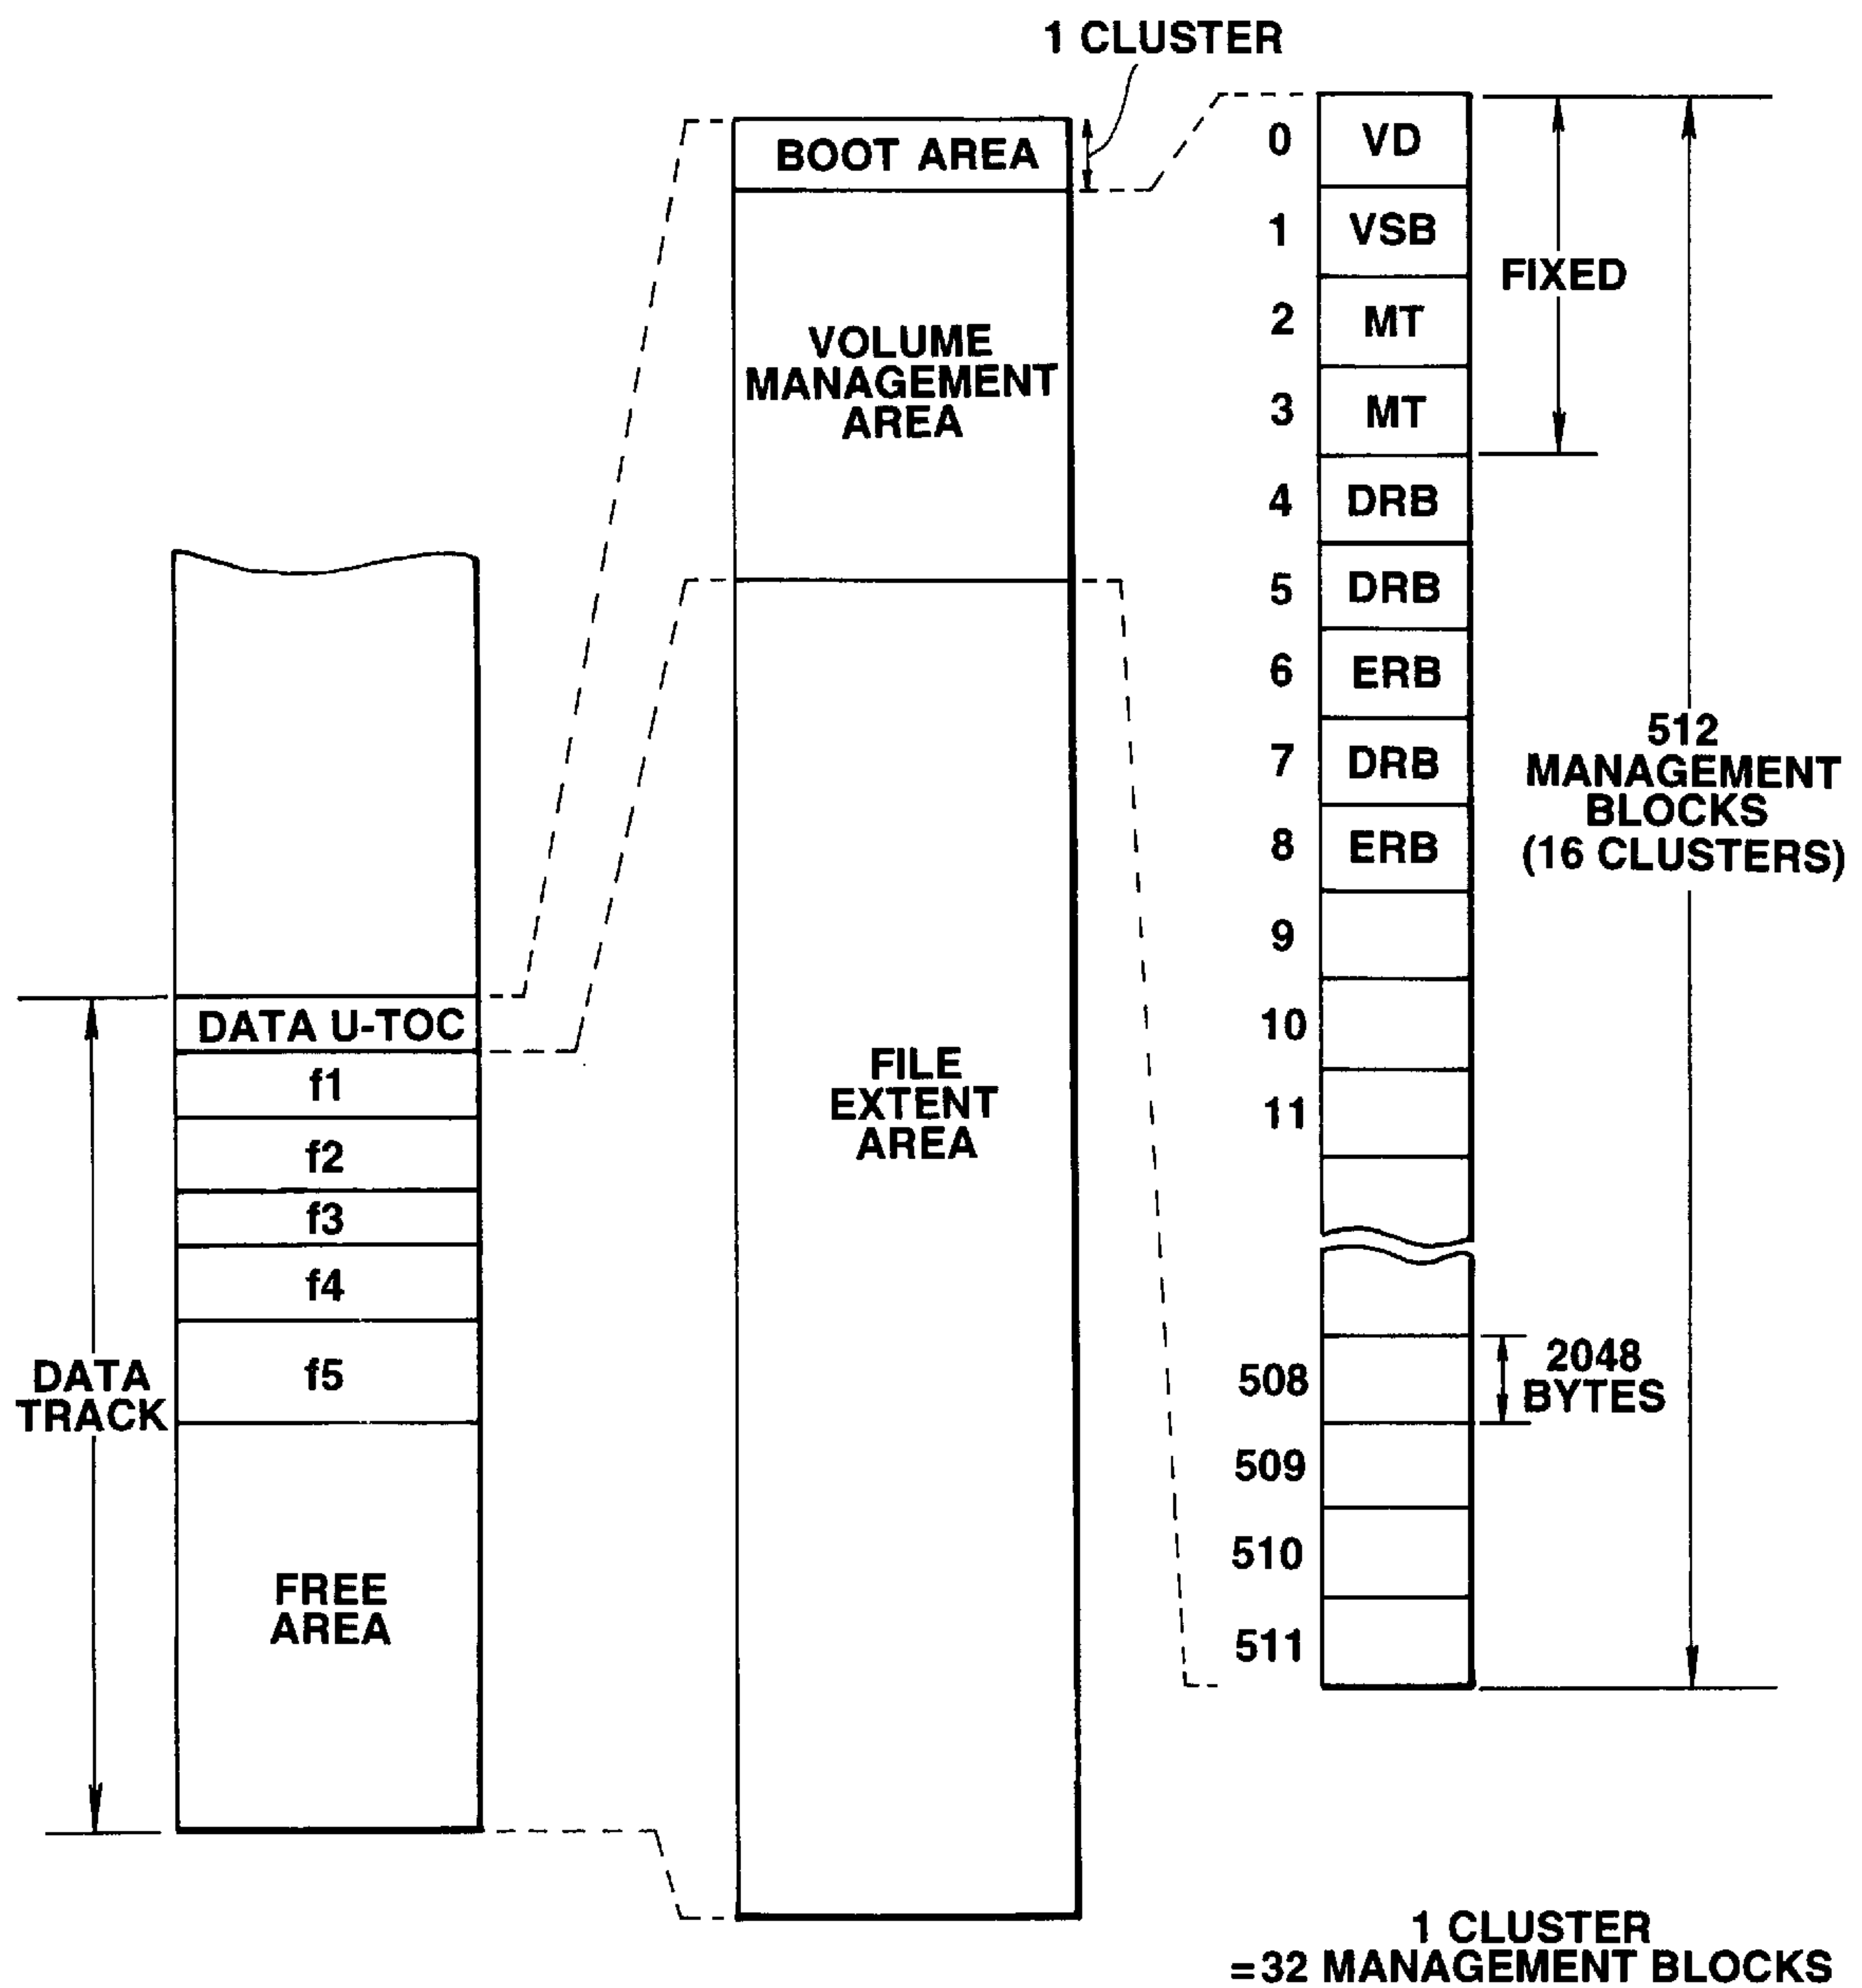 1 CLUSTER
BOOT AREA
VOLUME
MANAGEMENT
AREA
FILE
EXTENT
AREA
DATA U-TOC
f1
f2
f3
f4
f5
FREE
AREA
DATA
TRACK
0 VD
1 VSB
2 MT
3 MT
4 DRB
5 DRB
6 ERB
7 DRB
8 ERB
9
10
11
508
509
510
511
FIXED
512
MANAGEMENT
BLOCKS
(16 CLUSTERS)
2048
BYTES
1 CLUSTER
=32 MANAGEMENT BLOCKS